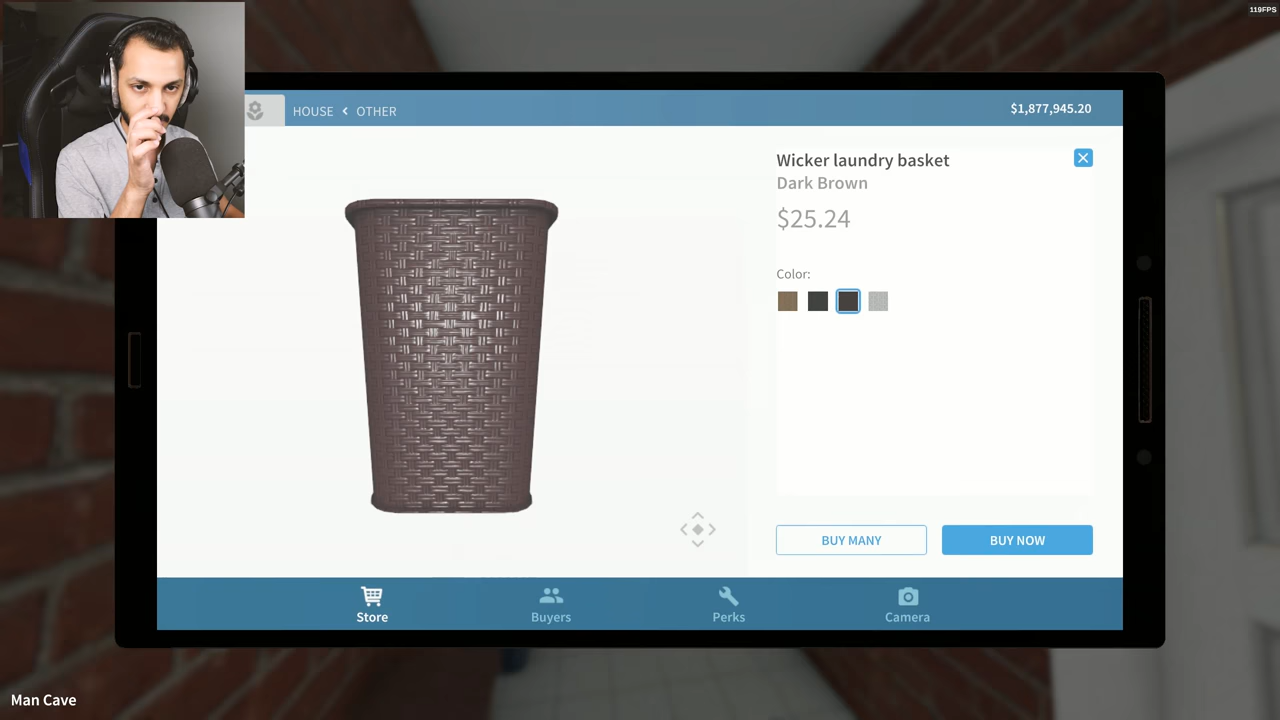 119FPS
HOUSE < OTHER
$1,877,945.20
Wicker laundry basket
Dark Brown
$25.24
Color:
BUY MANY
BUY NOW
Store
Buyers
Perks
Camera
Man Cave